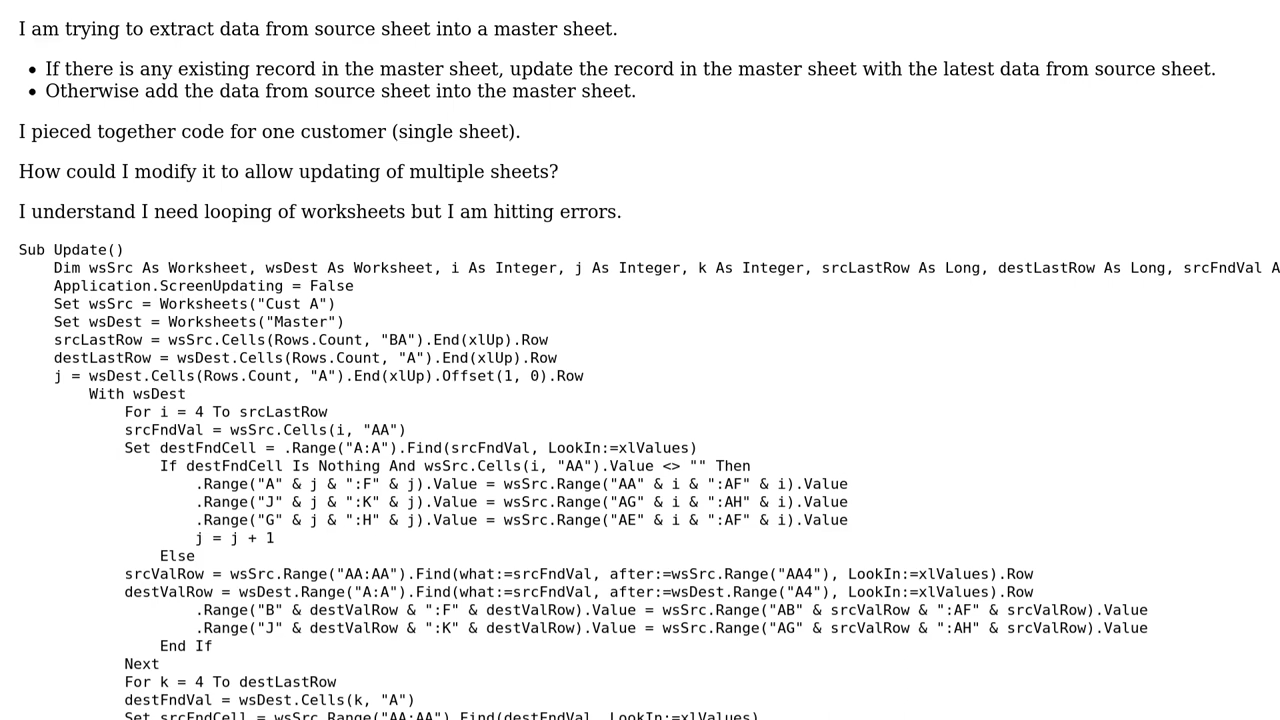 I am trying to extract data from source sheet into a master sheet.
• If there is any existing record in the master sheet, update the record in the master sheet with the latest data from source sheet.
• Otherwise add the data from source sheet into the master sheet.
I pieced together code for one customer (single sheet).
How could I modify it to allow updating of multiple sheets?
I understand I need looping of worksheets but I am hitting errors.
Sub Update()
    Dim wsSrc As Worksheet, wsDest As Worksheet, i As Integer, j As Integer, k As Integer, srcLastRow As Long, destLastRow As Long, srcFndVal A
    Application.ScreenUpdating = False
    Set wsSrc = Worksheets("Cust A")
    Set wsDest = Worksheets("Master")
    srcLastRow = wsSrc.Cells(Rows.Count, "BA").End(xlUp).Row
    destLastRow = wsDest.Cells(Rows.Count, "A").End(xlUp).Row
    j = wsDest.Cells(Rows.Count, "A").End(xlUp).Offset(1, 0).Row
        With wsDest
            For i = 4 To srcLastRow
            srcFndVal = wsSrc.Cells(i, "AA")
            Set destFndCell = .Range("A:A").Find(srcFndVal, LookIn:=xlValues)
                If destFndCell Is Nothing And wsSrc.Cells(i, "AA").Value <> "" Then
                    .Range("A" & j & ":F" & j).Value = wsSrc.Range("AA" & i & ":AF" & i).Value
                    .Range("J" & j & ":K" & j).Value = wsSrc.Range("AG" & i & ":AH" & i).Value
                    .Range("G" & j & ":H" & j).Value = wsSrc.Range("AE" & i & ":AF" & i).Value
                    j = j + 1
                Else
            srcValRow = wsSrc.Range("AA:AA").Find(what:=srcFndVal, after:=wsSrc.Range("AA4"), LookIn:=xlValues).Row
            destValRow = wsDest.Range("A:A").Find(what:=srcFndVal, after:=wsDest.Range("A4"), LookIn:=xlValues).Row
                    .Range("B" & destValRow & ":F" & destValRow).Value = wsSrc.Range("AB" & srcValRow & ":AF" & srcValRow).Value
                    .Range("J" & destValRow & ":K" & destValRow).Value = wsSrc.Range("AG" & srcValRow & ":AH" & srcValRow).Value
                End If
            Next
            For k = 4 To destLastRow
            destFndVal = wsDest.Cells(k, "A")
            Set srcFndCell = wsSrc.Range("AA:AA").Find(destFndVal, LookIn:=xlValues)